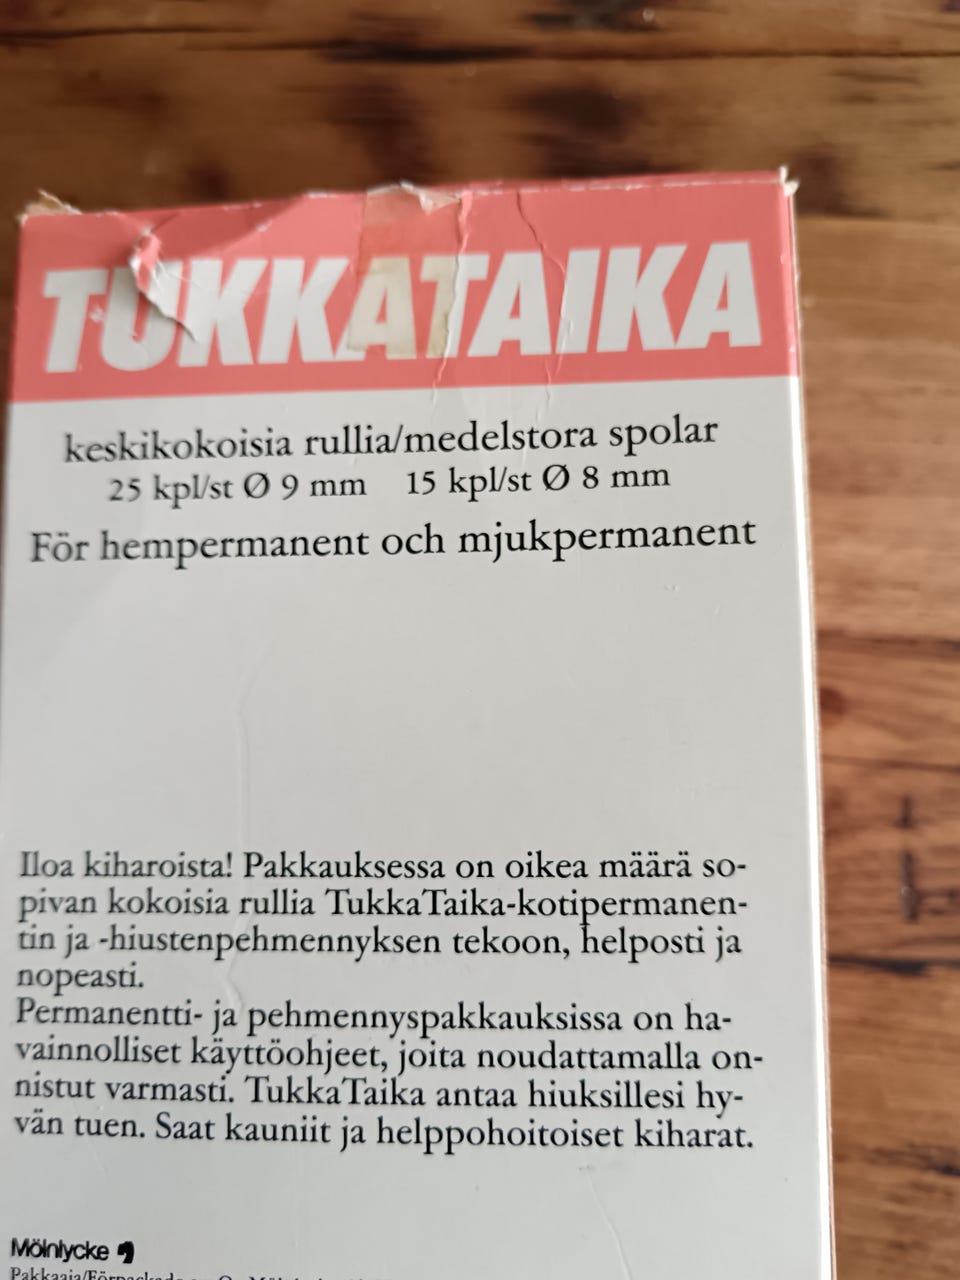 TUKKATAIKA
keskikokoisia rullia/medelstora spolar
25 kpl/st Ø 9 mm 15 kpl/st Ø 8 mm
För hempermanent och mjukpermanent
Iloa kiharoista! Pakkauksessa on oikea määrä so-
pivan kokoisia rullia TukkaTaika-kotipermanen-
tin ja -hiustenpehmennyksen tekoon, helposti ja
nopeasti.
Permanentti- ja pehmennyspakkauksissa on ha-
vainnolliset käyttöohjeet, joita noudattamalla on-
nistut varmasti. TukkaTaika antaa hiuksillesi hy-
vän tuen. Saat kauniit ja helppohoitoiset kiharat.
Mölnlycke
Pakkaaja/Förpackade